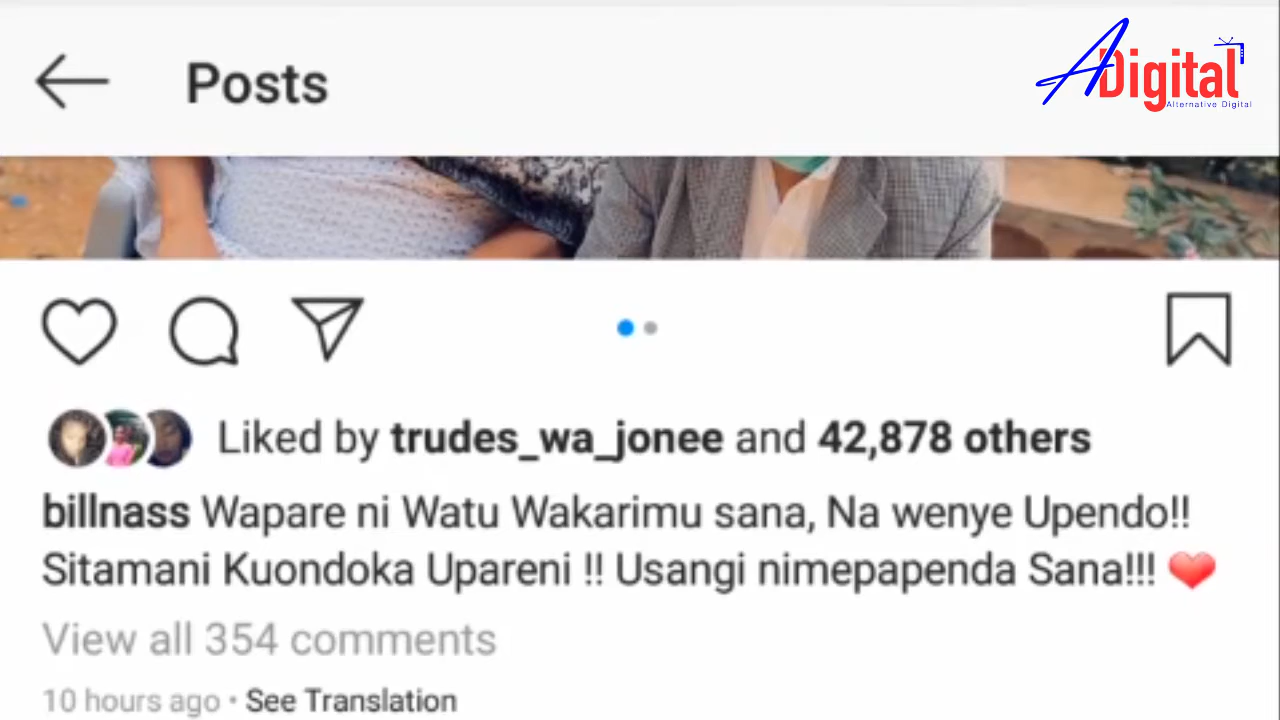 Posts
ADigital
Alternative Digital
Liked by trudes_wa_jonee and 42,878 others
billnass Wapare ni Watu Wakarimu sana, Na wenye Upendo!!
Sitamani Kuondoka Upareni !! Usangi nimepapenda Sana!!! ❤️
View all 354 comments
10 hours ago • See Translation